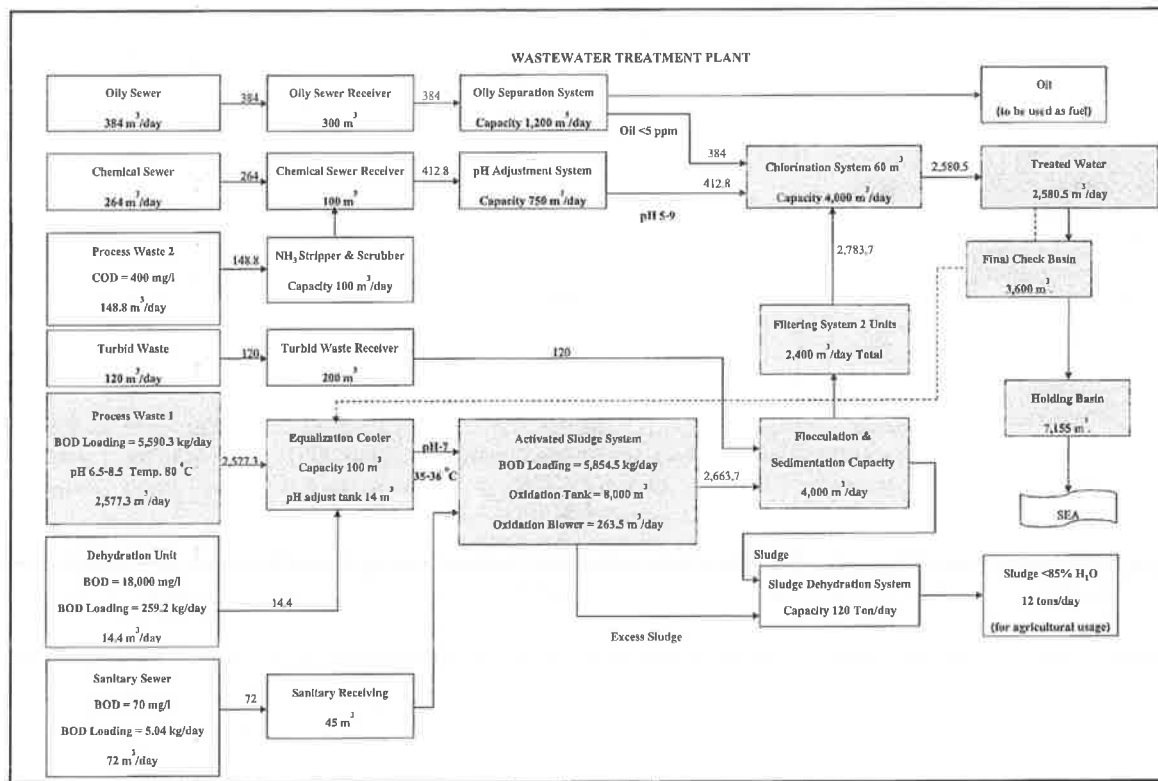 WASTEWATER TREATMENT PLANT
Oily Sewer
384 m³/day
384
Oily Sewer Receiver
300 m³
384
Oily Separation System
Capacity 1,200 m³/day
Oil <5 ppm
384
Oil
(to be used as fuel)
Chemical Sewer
264 m³/day
264
Chemical Sewer Receiver
100 m³
412.8
pH Adjustment System
Capacity 750 m³/day
412.8
pH 5-9
Chlorination System 60 m³
Capacity 4,000 m³/day
2,580.5
Treated Water
2,580.5 m³/day
Process Waste 2
COD = 400 mg/l
148.8 m³/day
148.8
NH₃ Stripper & Scrubber
Capacity 100 m³/day
2,783,7
Final Check Basin
3,600 m³.
Turbid Waste
120 m³/day
120
Turbid Waste Receiver
200 m³
120
Filtering System 2 Units
2,400 m³/day Total
Process Waste 1
BOD Loading = 5,590.3 kg/day
pH 6.5-8.5 Temp. 80 °C
2,577.3 m³/day
2,527.3
Equalization Cooler
Capacity 100 m³
pH adjust tank 14 m³
pH-7
35-36 °C
Activated Sludge System
BOD Loading = 5,854.5 kg/day
Oxidation Tank = 8,000 m³
Oxidation Blower = 263.5 m³/day
2,663,7
Flocculation &
Sedimentation Capacity
4,000 m³/day
Holding Basin
7,155 m³.
SEA
Dehydration Unit
BOD = 18,000 mg/l
BOD Loading = 259.2 kg/day
14.4 m³/day
14.4
Sludge
Excess Sludge
Sludge Dehydration System
Capacity 120 Ton/day
Sludge <85% H₂O
12 tons/day
(for agricultural usage)
Sanitary Sewer
BOD = 70 mg/l
BOD Loading = 5.04 kg/day
72 m³/day
72
Sanitary Receiving
45 m³